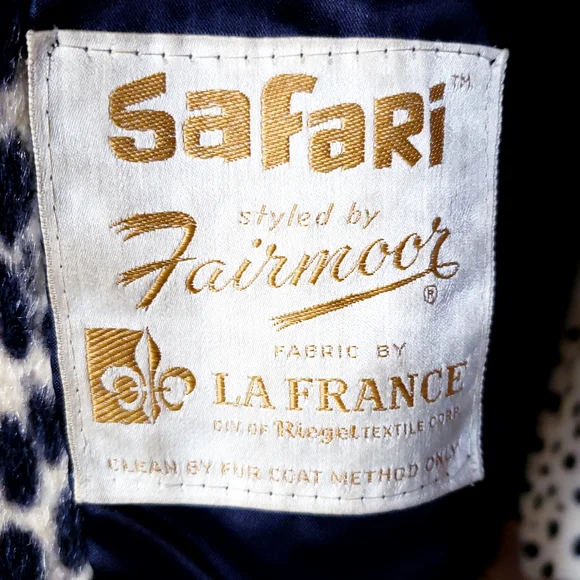 Safari™
styled by
Fairmoor®
FABRIC BY
LA FRANCE
DIV. OF Riegel TEXTILE CORP.
CLEAN BY FUR COAT METHOD ONLY